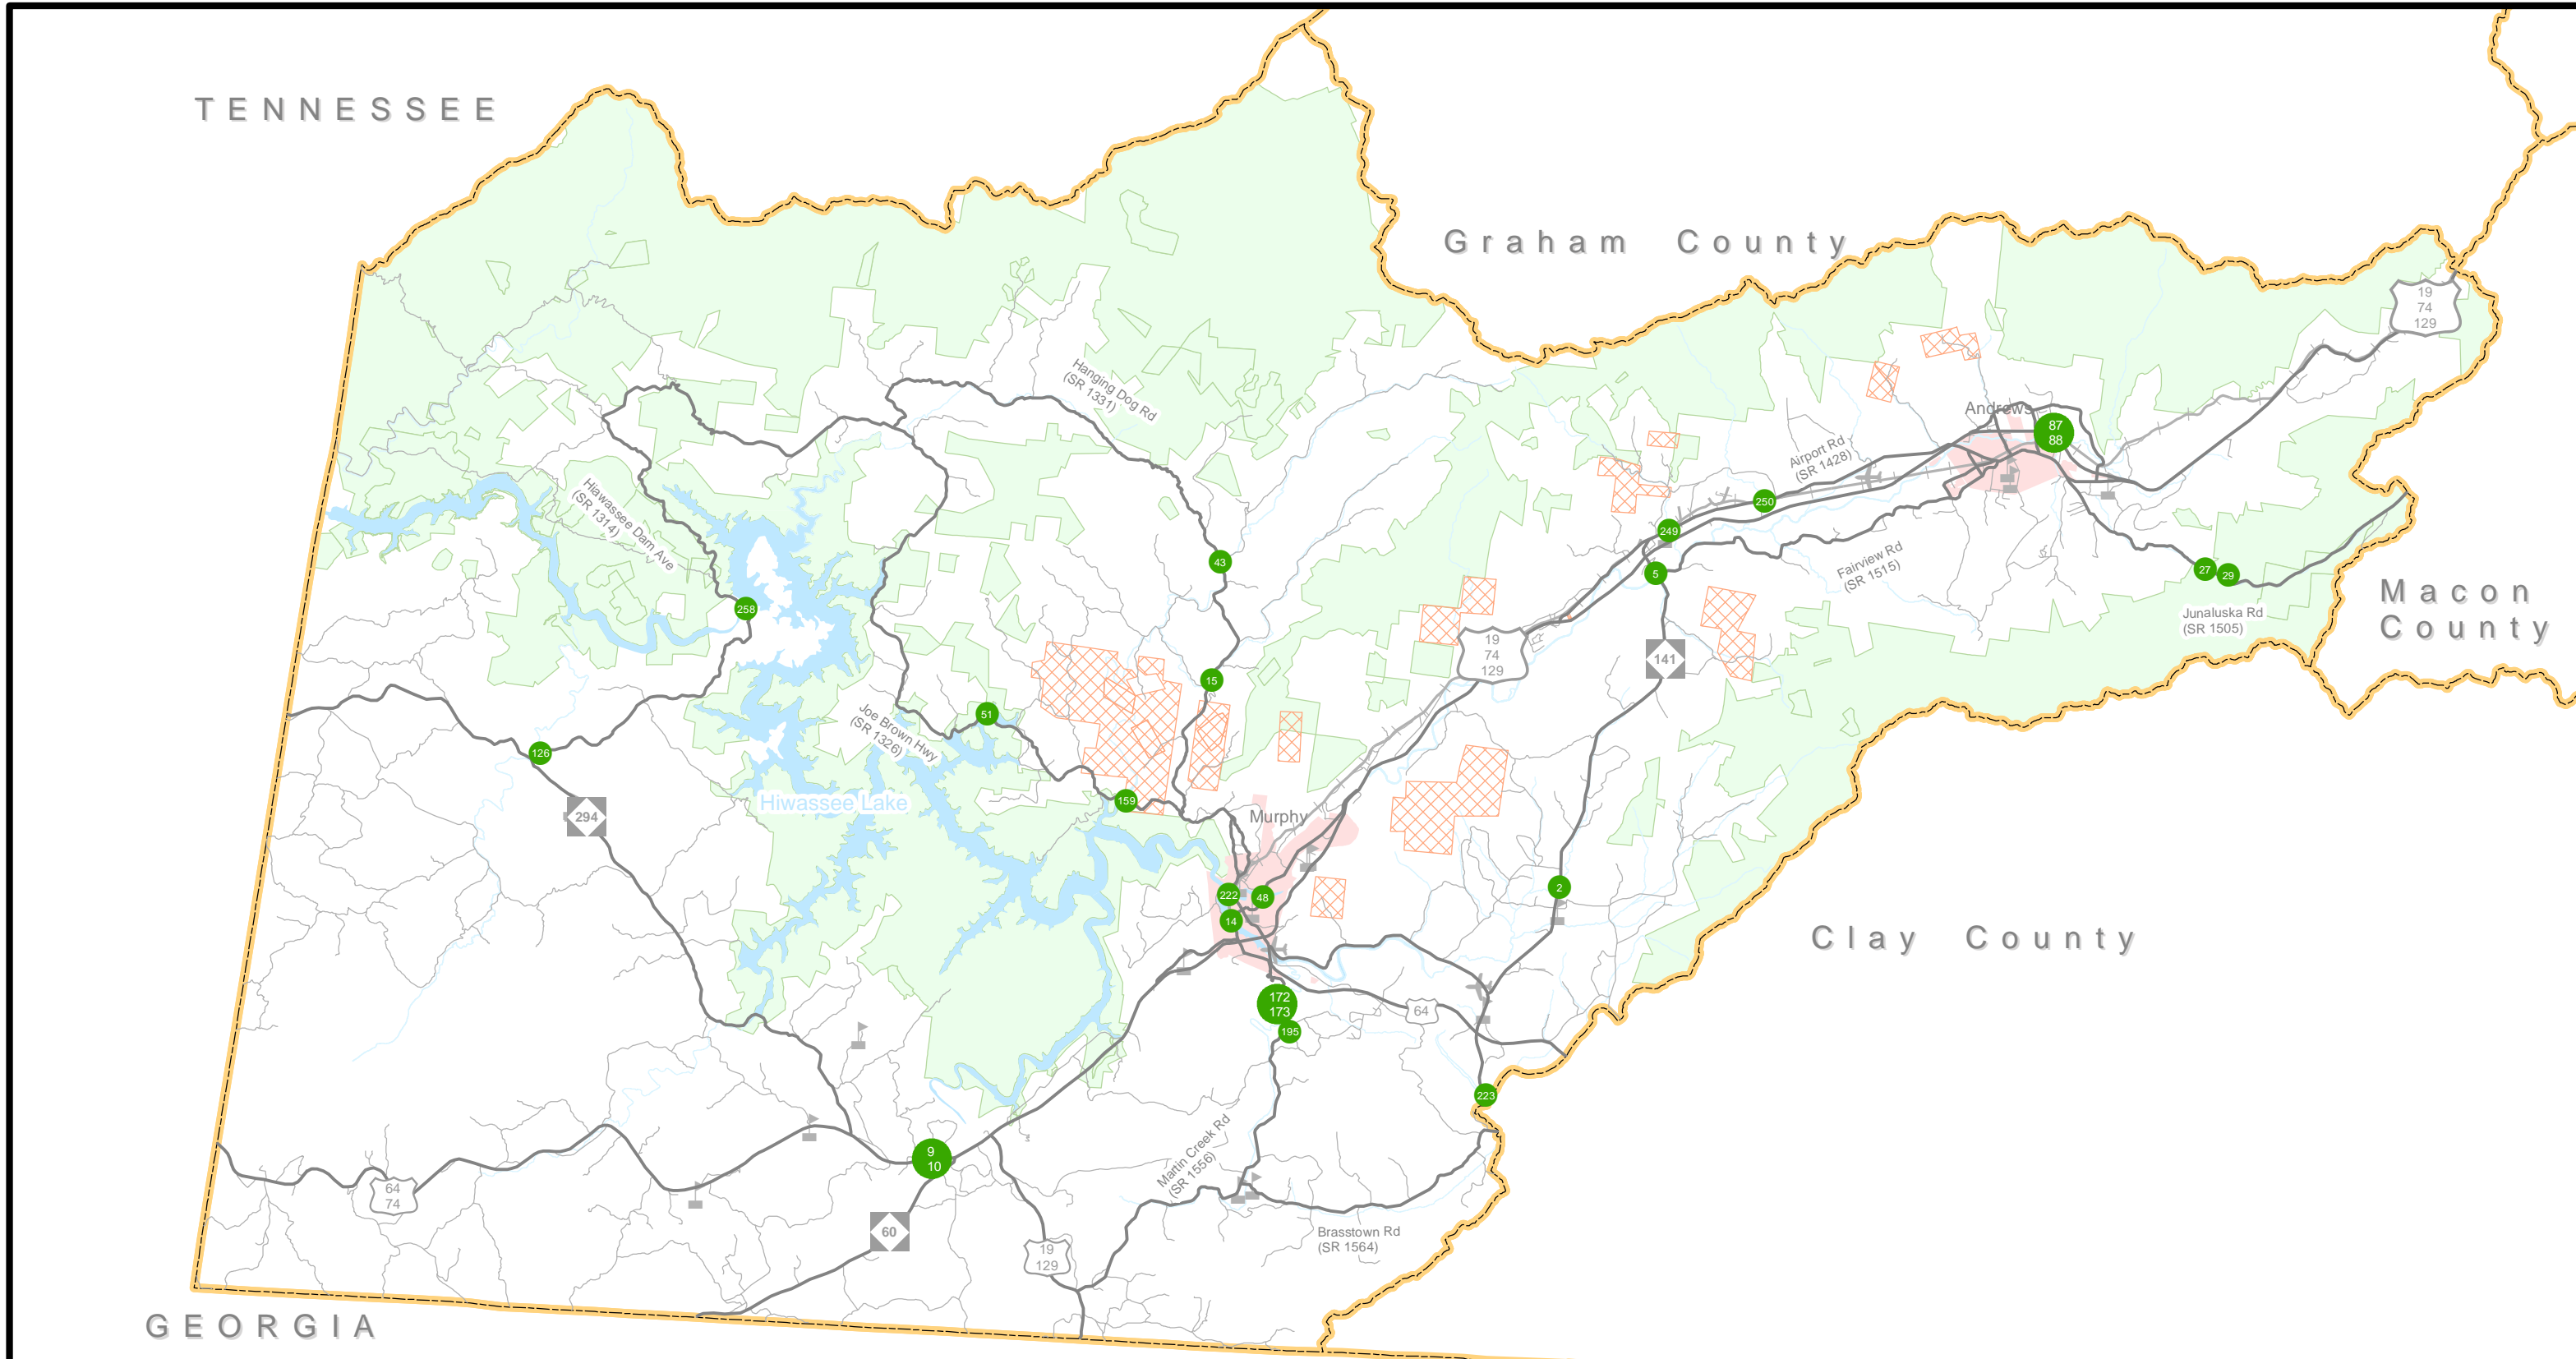 TENNESSEE
Graham County
19
74
129
Hanging Dog Rd
(SR 1331)
Andrews
87
88
Airport Rd
(SR 1428)
Hiawassee Dam Ave
(SR 1314)
250
249
43
5
27
29
Fairview Rd
(SR 1515)
Macon
County
258
Junaluska Rd
(SR 1505)
19
74
129
141
15
51
Joe Brown Hwy
(SR 1326)
126
Hiwassee Lake
159
294
Murphy
2
222
48
14
Clay County
172
173
64
195
223
Martin Creek Rd
(SR 1556)
9
10
64
74
60
Brasstown Rd
(SR 1564)
19
129
GEORGIA